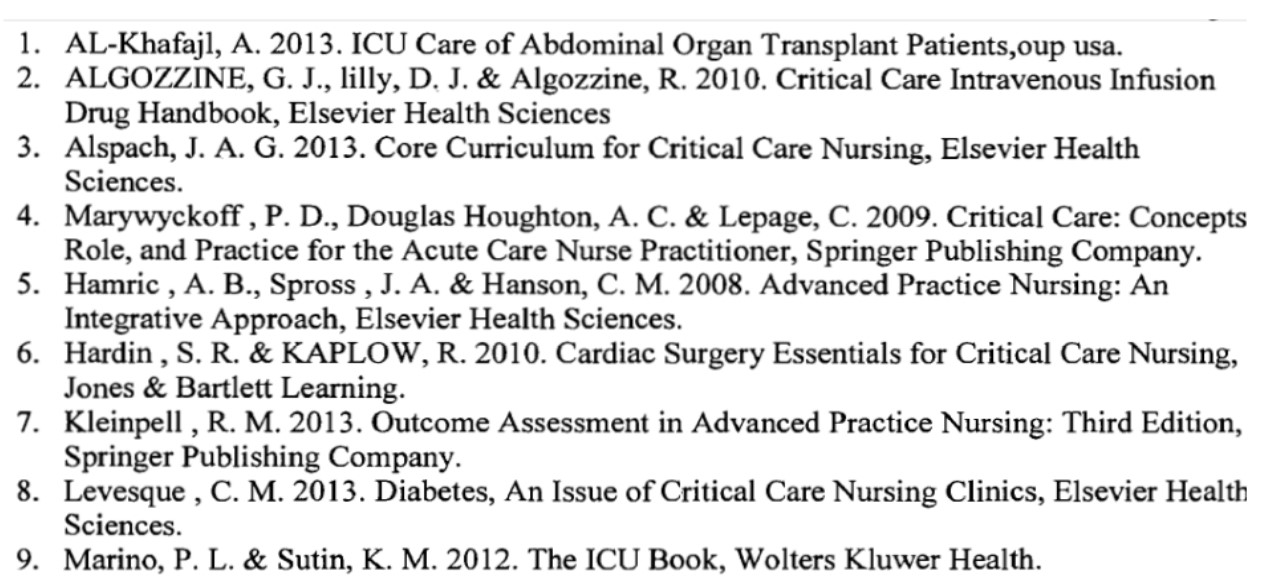 1. AL-Khafajl, A. 2013. ICU Care of Abdominal Organ Transplant Patients,oup usa.
2. ALGOZZINE, G. J., lilly, D. J. & Algozzine, R. 2010. Critical Care Intravenous Infusion
Drug Handbook, Elsevier Health Sciences
3. Alspach, J. A. G. 2013. Core Curriculum for Critical Care Nursing, Elsevier Health
Sciences.
4. Marywyckoff , P. D., Douglas Houghton, A. C. & Lepage, C. 2009. Critical Care: Concepts
Role, and Practice for the Acute Care Nurse Practitioner, Springer Publishing Company.
5. Hamric , A. B., Spross , J. A. & Hanson, C. M. 2008. Advanced Practice Nursing: An
Integrative Approach, Elsevier Health Sciences.
6. Hardin , S. R. & KAPLOW, R. 2010. Cardiac Surgery Essentials for Critical Care Nursing,
Jones & Bartlett Learning.
7. Kleinpell , R. M. 2013. Outcome Assessment in Advanced Practice Nursing: Third Edition,
Springer Publishing Company.
8. Levesque , C. M. 2013. Diabetes, An Issue of Critical Care Nursing Clinics, Elsevier Health
Sciences.
9. Marino, P. L. & Sutin, K. M. 2012. The ICU Book, Wolters Kluwer Health.